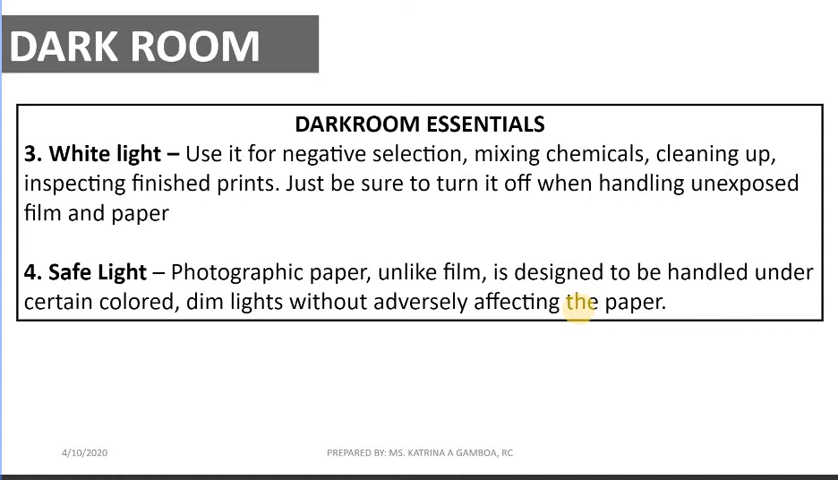 DARK ROOM
DARKROOM ESSENTIALS
3. White light – Use it for negative selection, mixing chemicals, cleaning up,
inspecting finished prints. Just be sure to turn it off when handling unexposed
film and paper
4. Safe Light – Photographic paper, unlike film, is designed to be handled under
certain colored, dim lights without adversely affecting the paper.
4/10/2020
PREPARED BY: MS. KATRINA A GAMBOA, RC